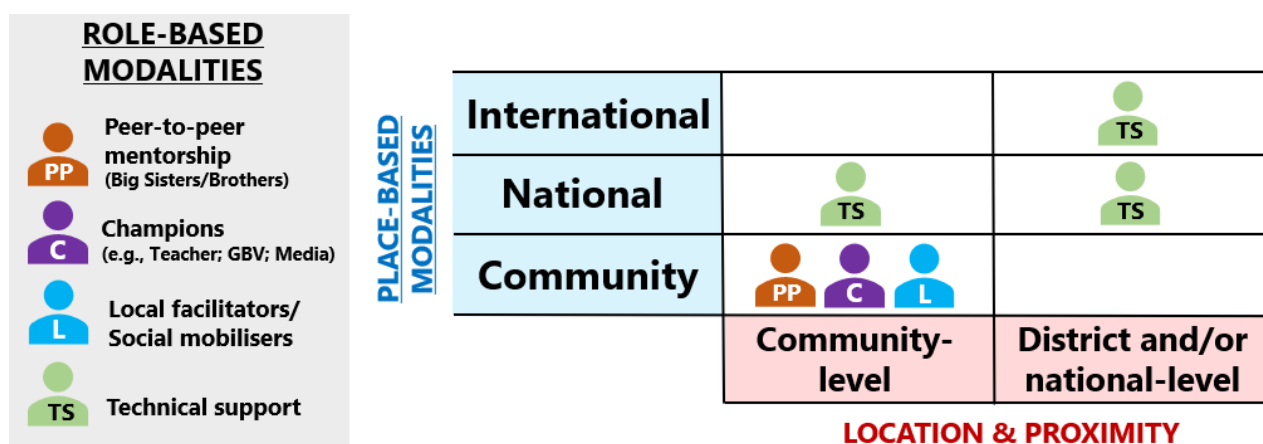 ROLE-BASED
MODALITIES
PP
Peer-to-peer
mentorship
(Big Sisters/Brothers)
C
Champions
(e.g., Teacher; GBV; Media)
L
Local facilitators/
Social mobilisers
TS
Technical support
PLACE-BASED
MODALITIES
International
TS
National
TS
TS
Community
PP
C
L
Community-
level
District and/or
national-level
LOCATION & PROXIMITY